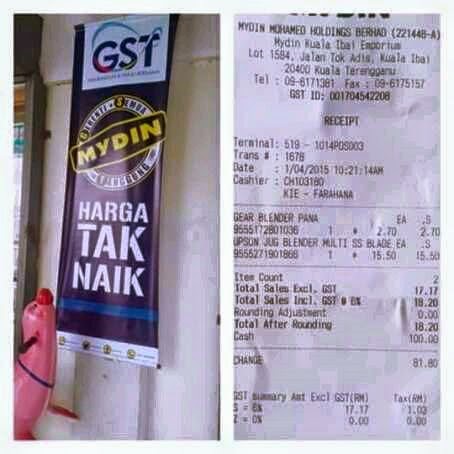 GST
MYDIN
HARGA
TAK
NAIK
MYDIN
MYDIN MOHAMED HOLDINGS BERHAD (221448-A)
Mydin Kuala Ibai Emporium
Lot 1584, Jalan Tok Adis, Kuala Ibai
20400 Kuala Terengganu
Tel : 09-6171381 Fax : 09-6175157
GST ID: 001704542208
RECEIPT
Terminal: 519 - 1014POS003
Trans # : 1678
Date : 1/04/2015 10:21:14AM
Cashier : CH103180
KIE - FARAHANA
GEAR BLENDER PANA EA .S
9555172801036 1 * 2.70 2.70
UPSON JUG BLENDER MULTI SS BLADE EA .S
9555271901866 1 * 15.50 15.50
Item Count 2
Total Sales Excl. GST 17.17
Total Sales Incl. GST @ 6% 18.20
Rounding Adjustment 0.00
Total After Rounding 18.20
Cash 100.00
CHANGE 81.80
GST Summary Amt Excl GST(RM) Tax(RM)
S = 6% 17.17 1.03
Z = 0% 0.00 0.00